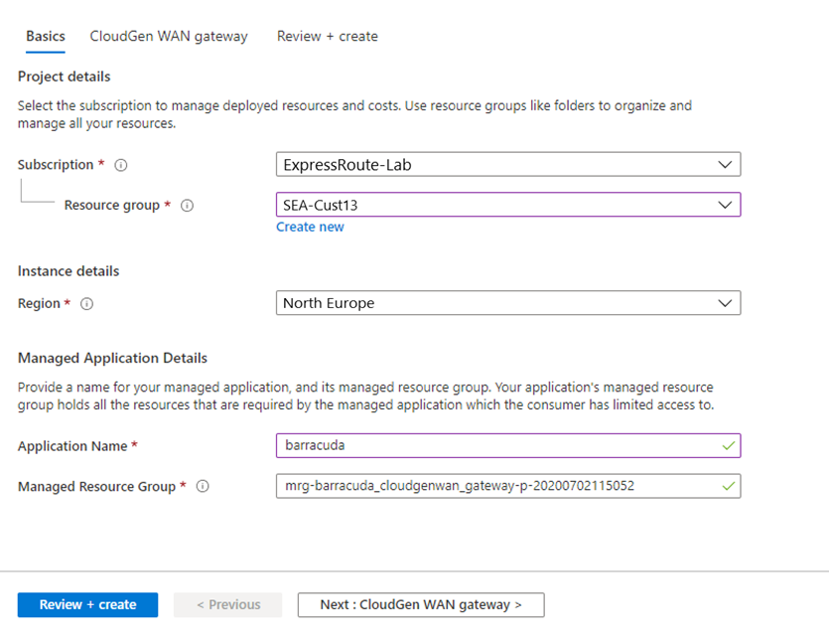 Basics CloudGen WAN gateway Review + create
Project details
Select the subscription to manage deployed resources and costs. Use resource groups like folders to organize and
manage all your resources.
Subscription * ExpressRoute-Lab
Resource group * SEA-Cust13
Create new
Instance details
Region * North Europe
Managed Application Details
Provide a name for your managed application, and its managed resource group. Your application's managed resource
group holds all the resources that are required by the managed application which the consumer has limited access to.
Application Name * barracuda
Managed Resource Group * mrg-barracuda_cloudgenwan_gateway-p-20200702115052
Review + create < Previous Next : CloudGen WAN gateway >